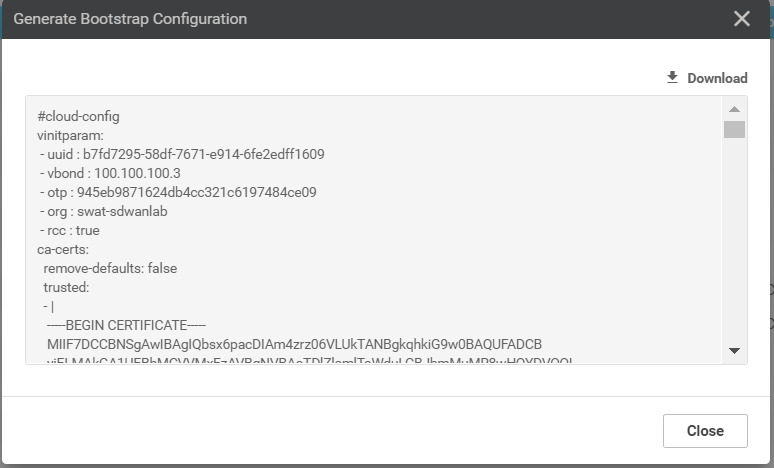 Generate Bootstrap Configuration
Download
#cloud-config
vinitparam:
- uuid : b7fd7295-58df-7671-e914-6fe2edff1609
- vbond : 100.100.100.3
- otp : 945eb9871624db4cc321c6197484ce09
- org : swat-sdwanlab
- rcc : true
ca-certs:
remove-defaults: false
trusted:
- |
-----BEGIN CERTIFICATE-----
MIIF7DCCBNSgAwIBAgIQbsx6pacDIAm4zrz06VLUkTANBgkqhkiG9w0BAQUFADCB
Close